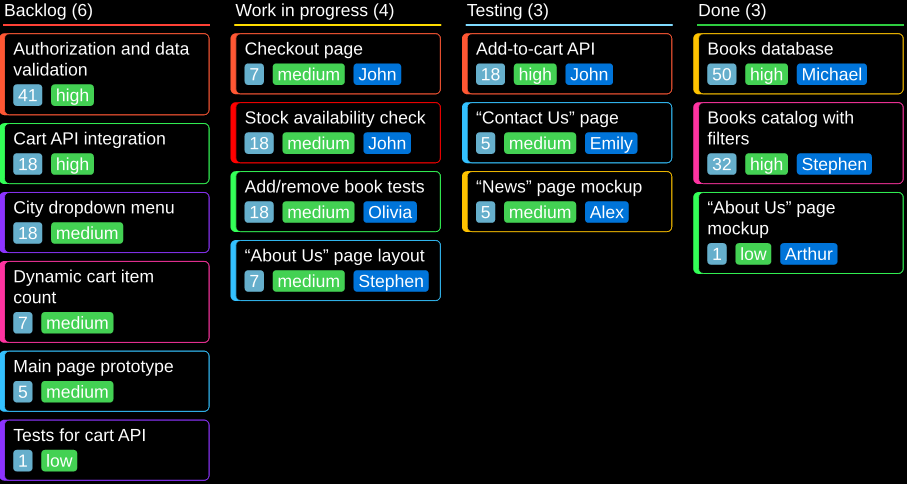 Backlog (6)
Authorization and data
validation
41 high
Cart API integration
18 high
City dropdown menu
18 medium
Dynamic cart item
count
7 medium
Main page prototype
5 medium
Tests for cart API
1 low
Work in progress (4)
Checkout page
7 medium John
Stock availability check
18 medium John
Add/remove book tests
18 medium Olivia
“About Us” page layout
7 medium Stephen
Testing (3)
Add-to-cart API
18 high John
“Contact Us” page
5 medium Emily
“News” page mockup
5 medium Alex
Done (3)
Books database
50 high Michael
Books catalog with
filters
32 high Stephen
“About Us” page
mockup
1 low Arthur